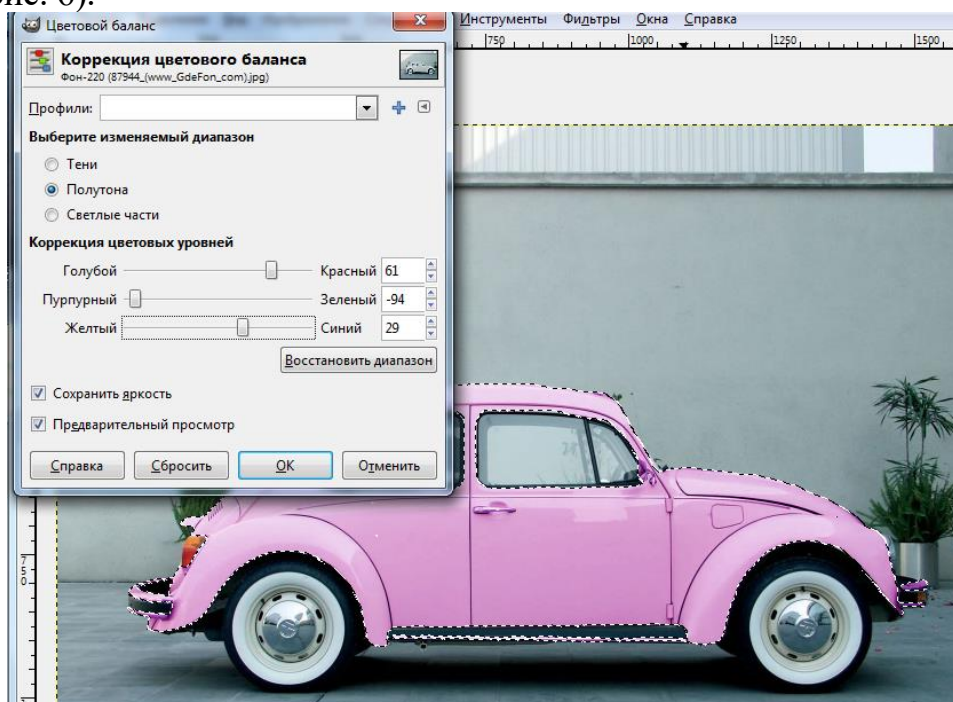 рис. 6).
Цветовой баланс
Инструменты Фильтры Окна Справка
750 1000 1250 1500
Коррекция цветового баланса
Фон-220 (87944_(www_GdeFon_com).jpg)
Профили:
Выберите изменяемый диапазон
Тени
Полутона
Светлые части
Коррекция цветовых уровней
Голубой Красный 61
Пурпурный Зеленый -94
Желтый Синий 29
Восстановить диапазон
Сохранить яркость
Предварительный просмотр
Справка Сбросить OK Отменить
750